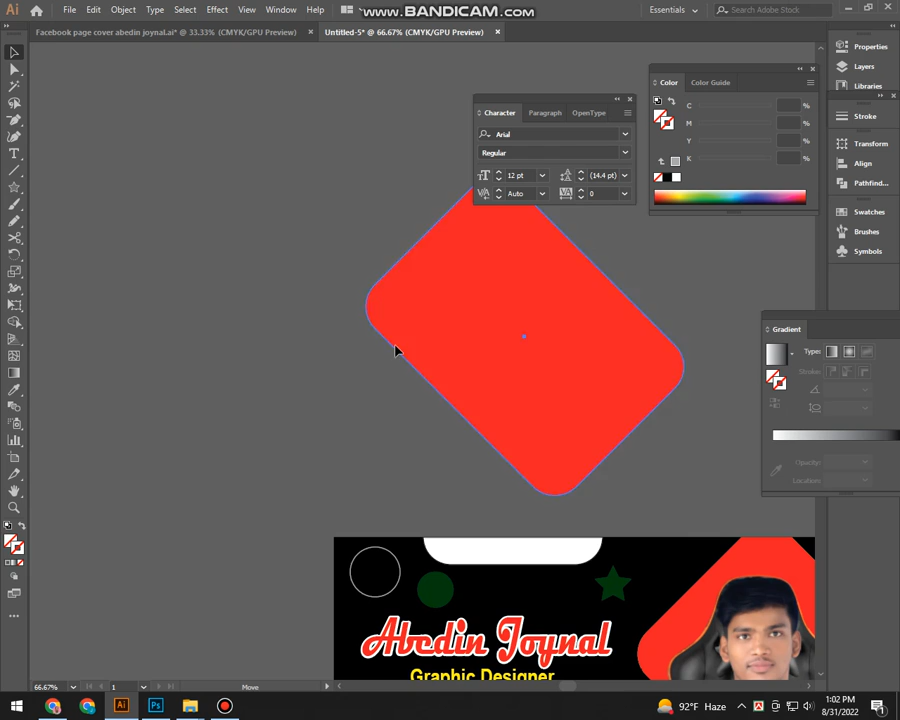 Ai File Edit Object Type Select Effect View Window Help WWW.BANDICAM.COM Essentials Search Adobe Stock
Facebook page cover abedin joynal.ai* @ 33.33% (CMYK/GPU Preview) × Untitled-5* @ 66.67% (CMYK/GPU Preview) ×
Properties
Layers
Libraries
Stroke
Transform
Align
Pathfind...
Swatches
Brushes
Symbols
Color Color Guide
C %
M %
Y %
K %
Character Paragraph OpenType
Arial
Regular
12 pt (14.4 pt)
Auto 0
Gradient
Type:
Stroke:
Opacity:
Location:
Abedin Joynal
Graphic Designer
66.67% 1 Move
92°F Haze
1:02 PM
8/31/2022
1